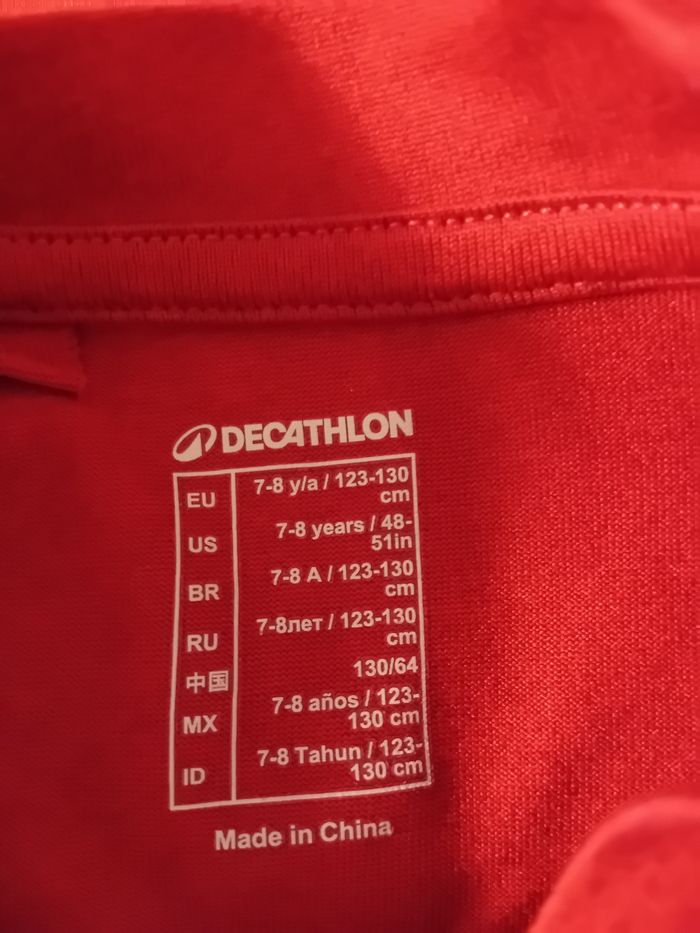 DECATHLON
EU 7-8 y/a / 123-130
cm
US 7-8 years / 48-
51in
BR 7-8 A / 123-130
cm
RU 7-8лет / 123-130
cm
中国 130/64
MX 7-8 años / 123-
130 cm
ID 7-8 Tahun / 123-
130 cm
Made in China